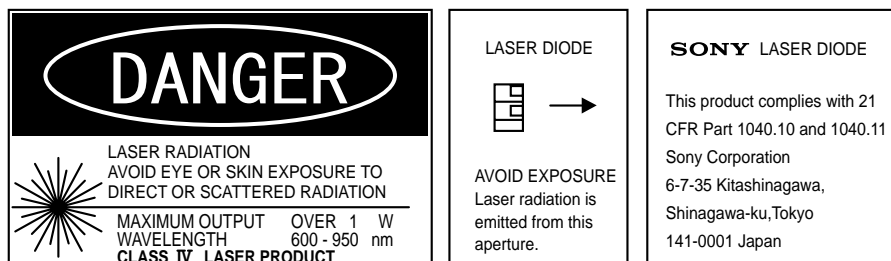 DANGER
LASER RADIATION
AVOID EYE OR SKIN EXPOSURE TO
DIRECT OR SCATTERED RADIATION
MAXIMUM OUTPUT OVER 1 W
WAVELENGTH 600 - 950 nm
CLASS Ⅳ LASER PRODUCT
LASER DIODE
AVOID EXPOSURE
Laser radiation is
emitted from this
aperture.
SONY LASER DIODE
This product complies with 21
CFR Part 1040.10 and 1040.11
Sony Corporation
6-7-35 Kitashinagawa,
Shinagawa-ku,Tokyo
141-0001 Japan